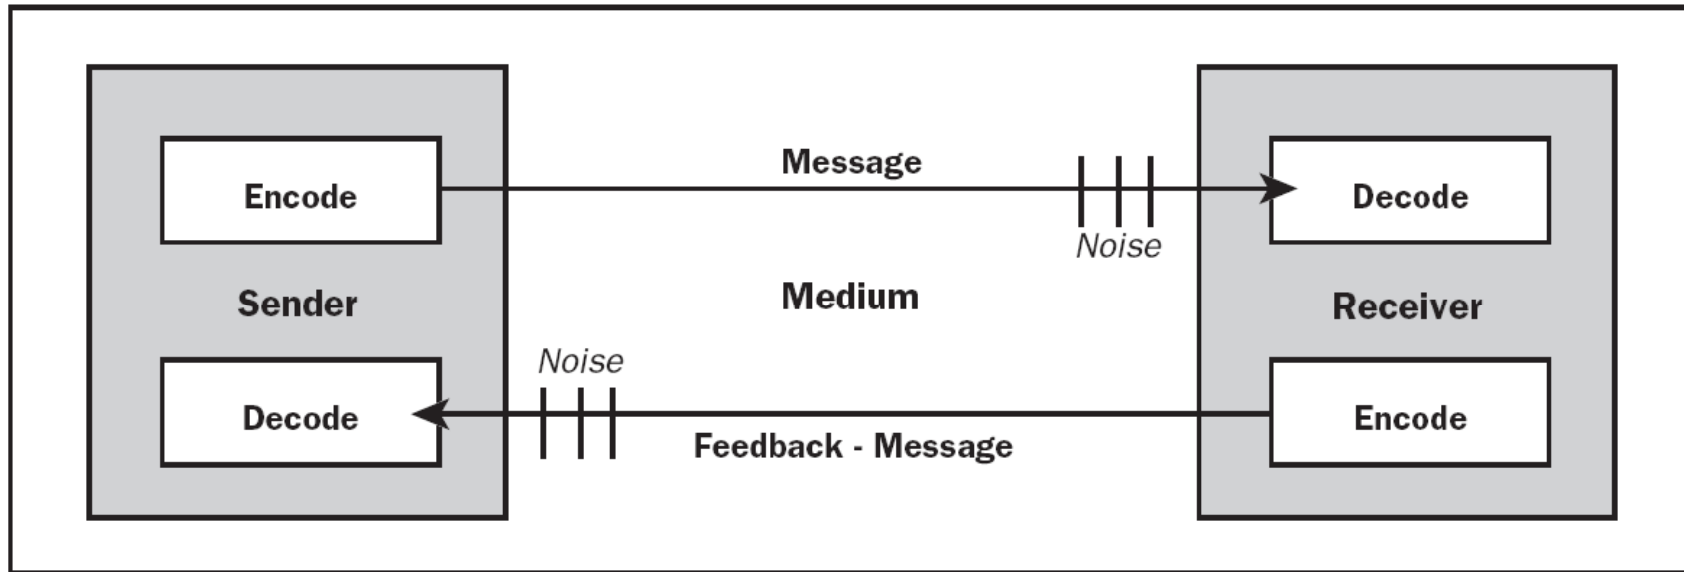 Message
Encode
Decode
Noise
Sender
Medium
Receiver
Noise
Decode
Feedback - Message
Encode